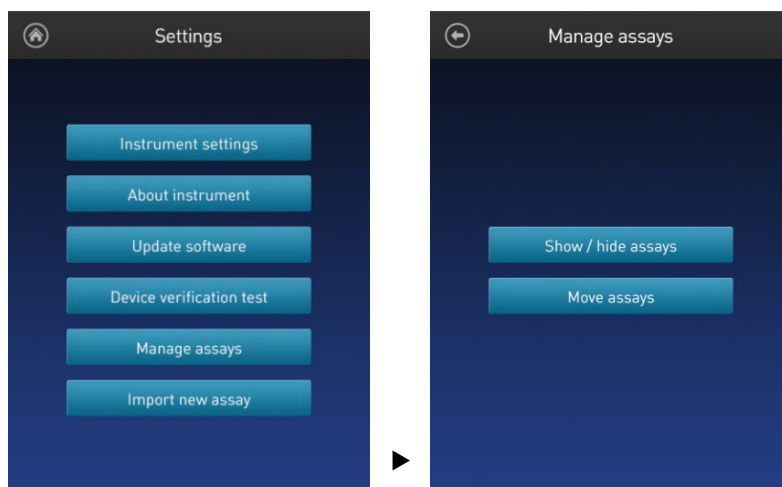 Settings
Instrument settings
About instrument
Update software
Device verification test
Manage assays
Import new assay
Manage assays
Show / hide assays
Move assays